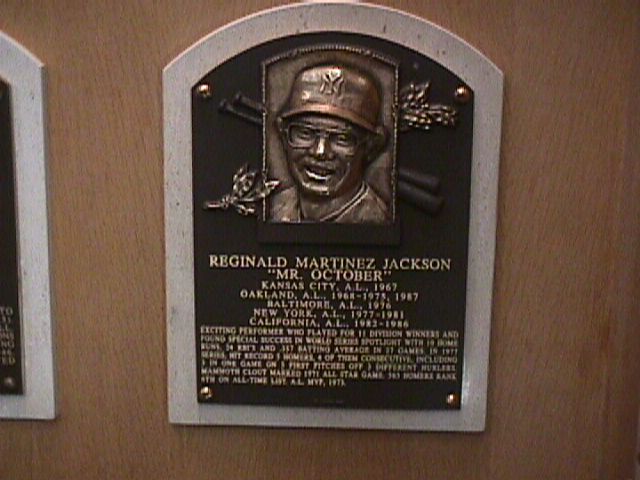 REGINALD MARTINEZ JACKSON
"MR. OCTOBER"
KANSAS CITY, A.L., 1967
OAKLAND, A.L., 1968-1975, 1987
BALTIMORE, A.L., 1976
NEW YORK, A.L., 1977-1981
CALIFORNIA, A.L., 1982-1986
EXCITING PERFORMER WHO PLAYED FOR 11 DIVISION WINNERS AND
FOUND SPECIAL SUCCESS IN WORLD SERIES SPOTLIGHT WITH 10 HOME
RUNS, 24 RBI'S AND .357 BATTING AVERAGE IN 27 GAMES. IN 1977
SERIES, HIT RECORD 5 HOMERS, 4 OF THEM CONSECUTIVE, INCLUDING
3 IN ONE GAME ON 3 FIRST PITCHES OFF 3 DIFFERENT HURLERS.
MAMMOTH CLOUT MARKED 1971 ALL-STAR GAME. 563 HOMERS RANK
6TH ON ALL-TIME LIST. A.L. MVP, 1973.